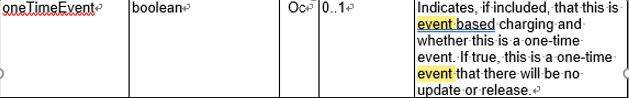 oneTimeEvent boolean Oc 0..1 Indicates, if included, that this is
event based charging and
whether this is a one-time
event. If true, this is a one-time
event that there will be no
update or release.